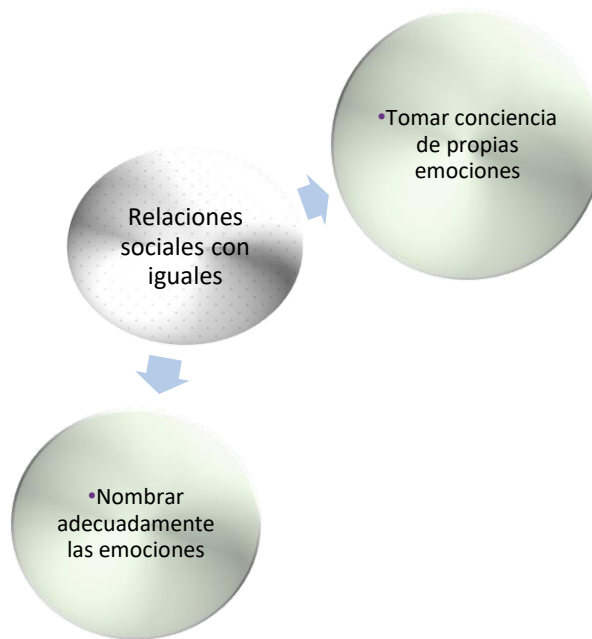 •Tomar conciencia
de propias
emociones
Relaciones
sociales con
iguales
•Nombrar
adecuadamente
las emociones